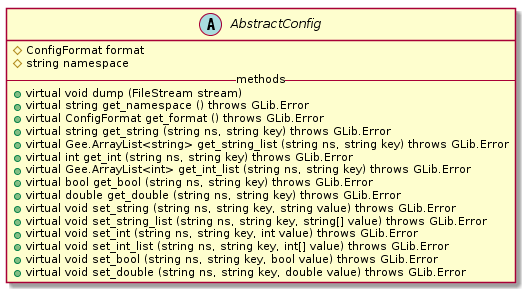 A AbstractConfig
ConfigFormat format
string namespace
methods
virtual void dump (FileStream stream)
virtual string get_namespace () throws GLib.Error
virtual ConfigFormat get_format () throws GLib.Error
virtual string get_string (string ns, string key) throws GLib.Error
virtual Gee.ArrayList<string> get_string_list (string ns, string key) throws GLib.Error
virtual int get_int (string ns, string key) throws GLib.Error
virtual Gee.ArrayList<int> get_int_list (string ns, string key) throws GLib.Error
virtual bool get_bool (string ns, string key) throws GLib.Error
virtual double get_double (string ns, string key) throws GLib.Error
virtual void set_string (string ns, string key, string value) throws GLib.Error
virtual void set_string_list (string ns, string key, string[] value) throws GLib.Error
virtual void set_int (string ns, string key, int value) throws GLib.Error
virtual void set_int_list (string ns, string key, int[] value) throws GLib.Error
virtual void set_bool (string ns, string key, bool value) throws GLib.Error
virtual void set_double (string ns, string key, double value) throws GLib.Error